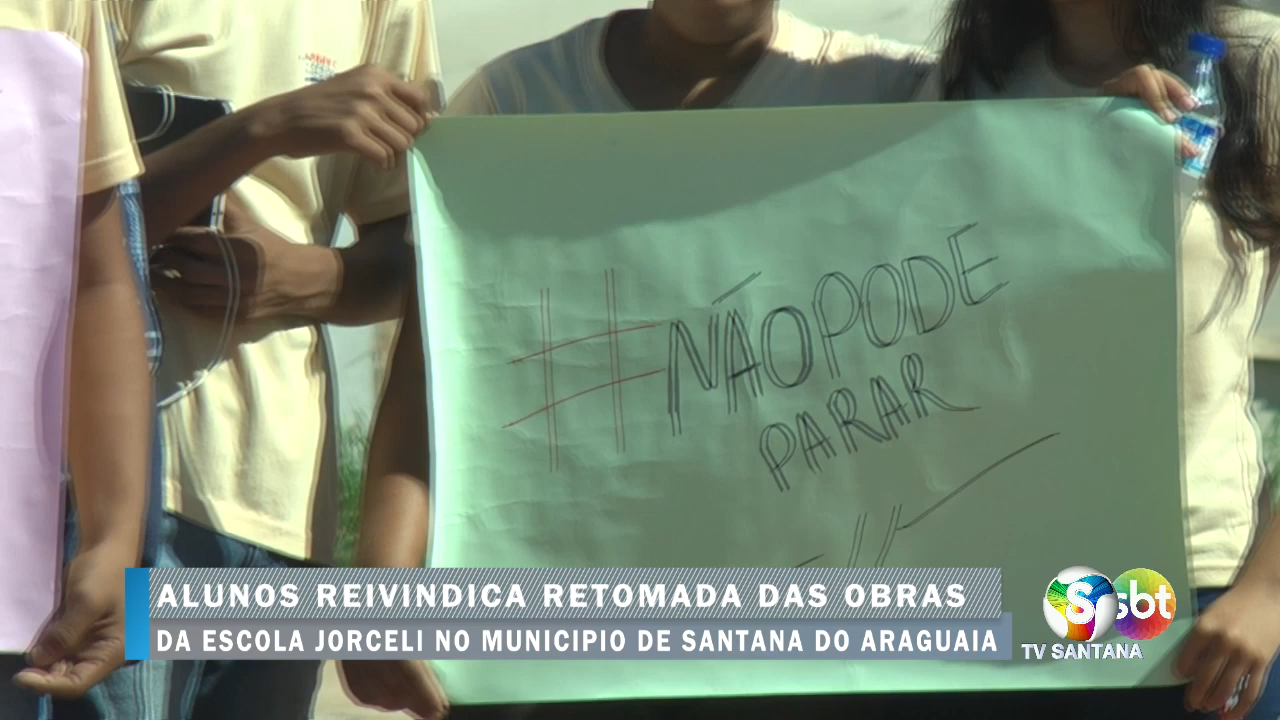 #NÃOPODE
PARAR
ALUNOS REIVINDICA RETOMADA DAS OBRAS
DA ESCOLA JORCELI NO MUNICIPIO DE SANTANA DO ARAGUAIA
S sbt
TV SANTANA